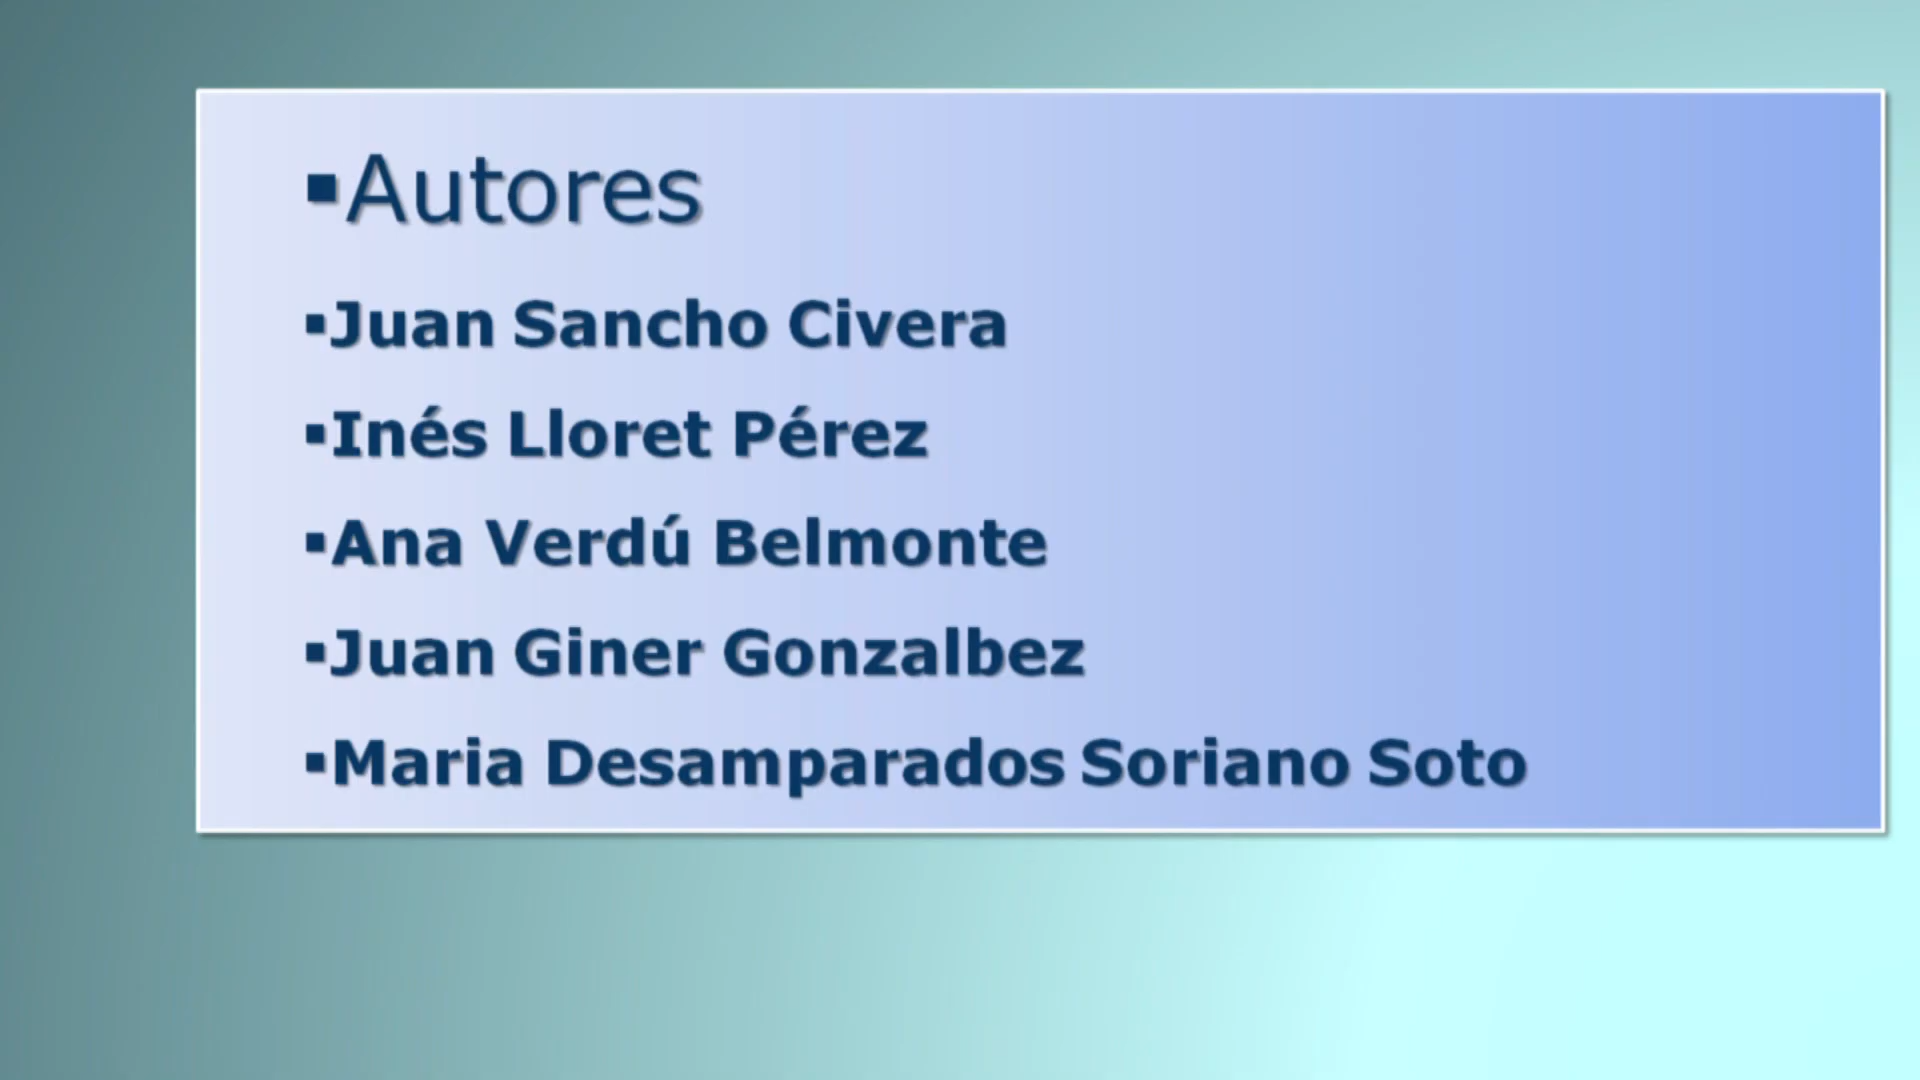 ▪Autores
▪Juan Sancho Civera
▪Inés Lloret Pérez
▪Ana Verdú Belmonte
▪Juan Giner Gonzalbez
▪Maria Desamparados Soriano Soto